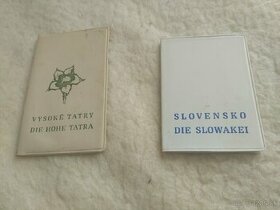 VYSOKÉ TATRY
DIE HOHE TATRA
SLOVENSKO
DIE SLOWAKEI